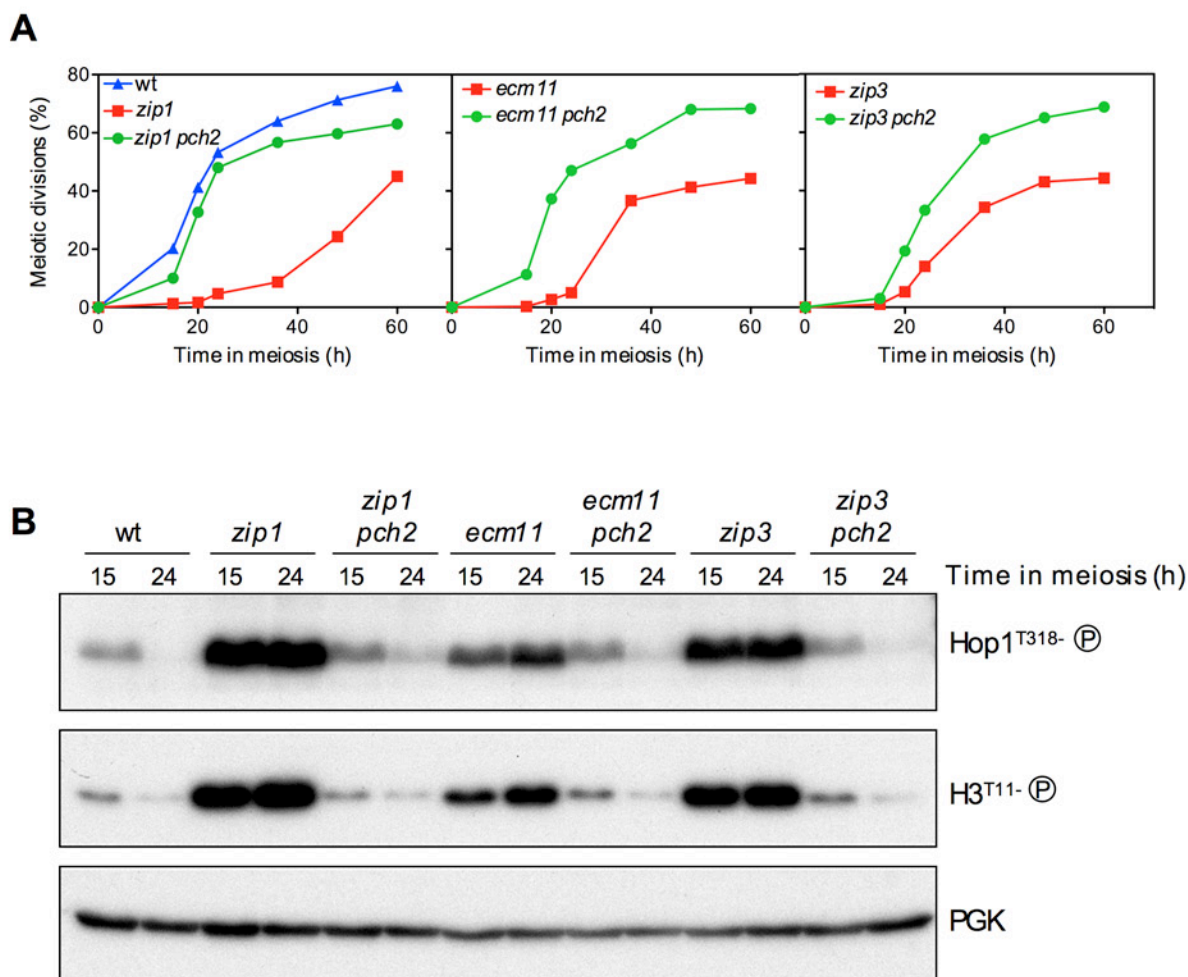 A
80
60
40
20
0
Meiotic divisions (%)
wt
zip1
zip1 pch2
ecm11
ecm11 pch2
zip3
zip3 pch2
0 20 40 60
0 20 40 60
0 20 40 60
Time in meiosis (h)
Time in meiosis (h)
Time in meiosis (h)
B
wt zip1 zip1 pch2 ecm11 ecm11 pch2 zip3 zip3 pch2
15 24 15 24 15 24 15 24 15 24 15 24 15 24 Time in meiosis (h)
Hop1T318- Ⓟ
H3T11- Ⓟ
PGK